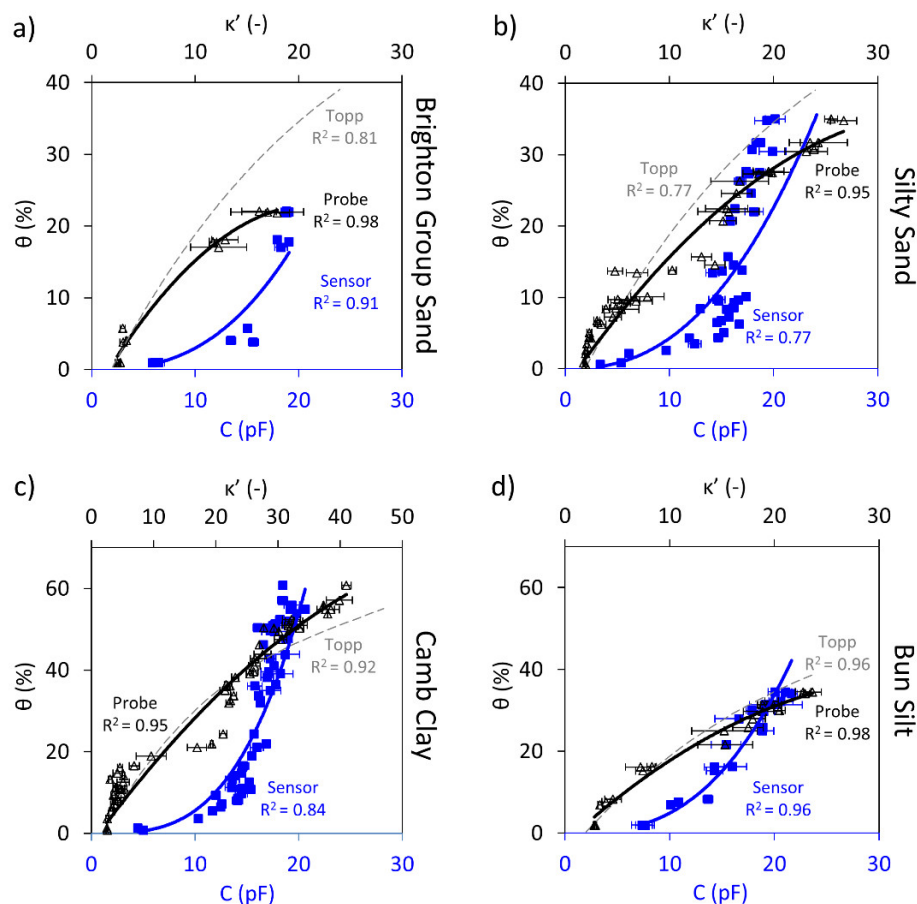 a)
κ' (-)
0 10 20 30
40
30
20
10
0
θ (%)
Topp
R² = 0.81
Probe
R² = 0.98
Sensor
R² = 0.91
0 10 20 30
C (pF)
Brighton Group Sand
b)
κ' (-)
0 10 20 30
40
30
20
10
0
θ (%)
Topp
R² = 0.77
Probe
R² = 0.95
Sensor
R² = 0.77
0 10 20 30
C (pF)
Silty Sand
c)
κ' (-)
0 10 20 30 40 50
60
40
20
0
θ (%)
Topp
R² = 0.92
Probe
R² = 0.95
Sensor
R² = 0.84
0 10 20 30
C (pF)
Camb Clay
d)
κ' (-)
0 10 20 30
60
40
20
0
θ (%)
Topp
R² = 0.96
Probe
R² = 0.98
Sensor
R² = 0.96
0 10 20 30
C (pF)
Bun Silt